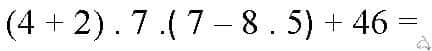 (4 + 2) . 7 .( 7 – 8 . 5) + 46 =